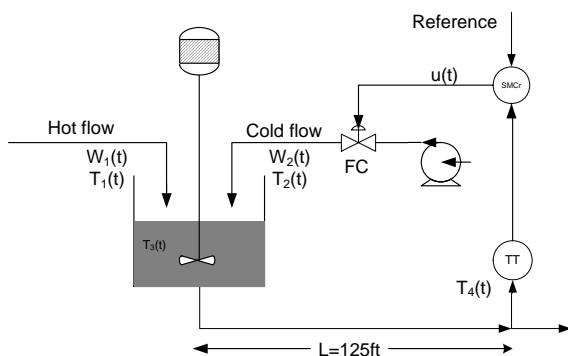 Reference
u(t)
SMCr
Hot flow
Cold flow
W₁(t)
W₂(t)
FC
T₁(t)
T₂(t)
T₃(t)
TT
T₄(t)
L=125ft